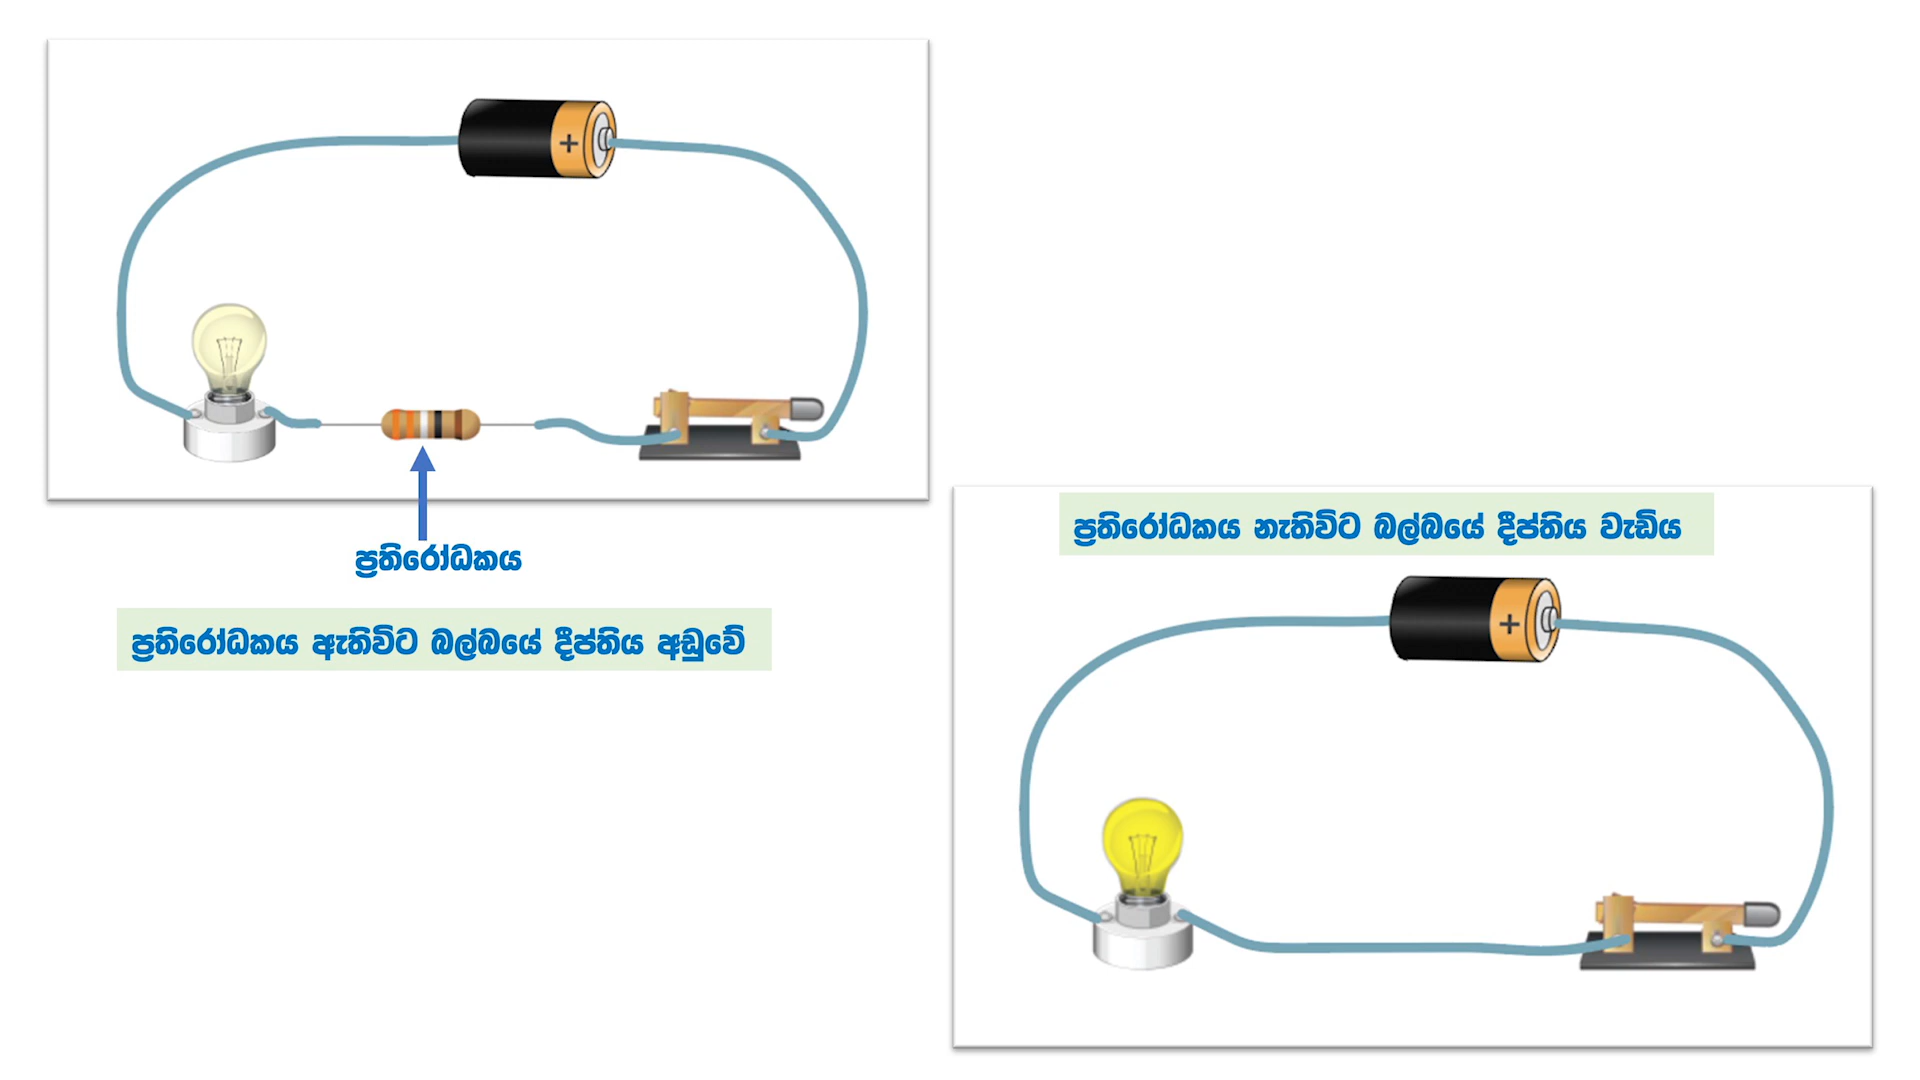 +
ප්‍රතිරෝධකය
ප්‍රතිරෝධකය ඇතිවිට බල්බයේ දීප්තිය අඩුවේ
ප්‍රතිරෝධකය නැතිවිට බල්බයේ දීප්තිය වැඩිය
+